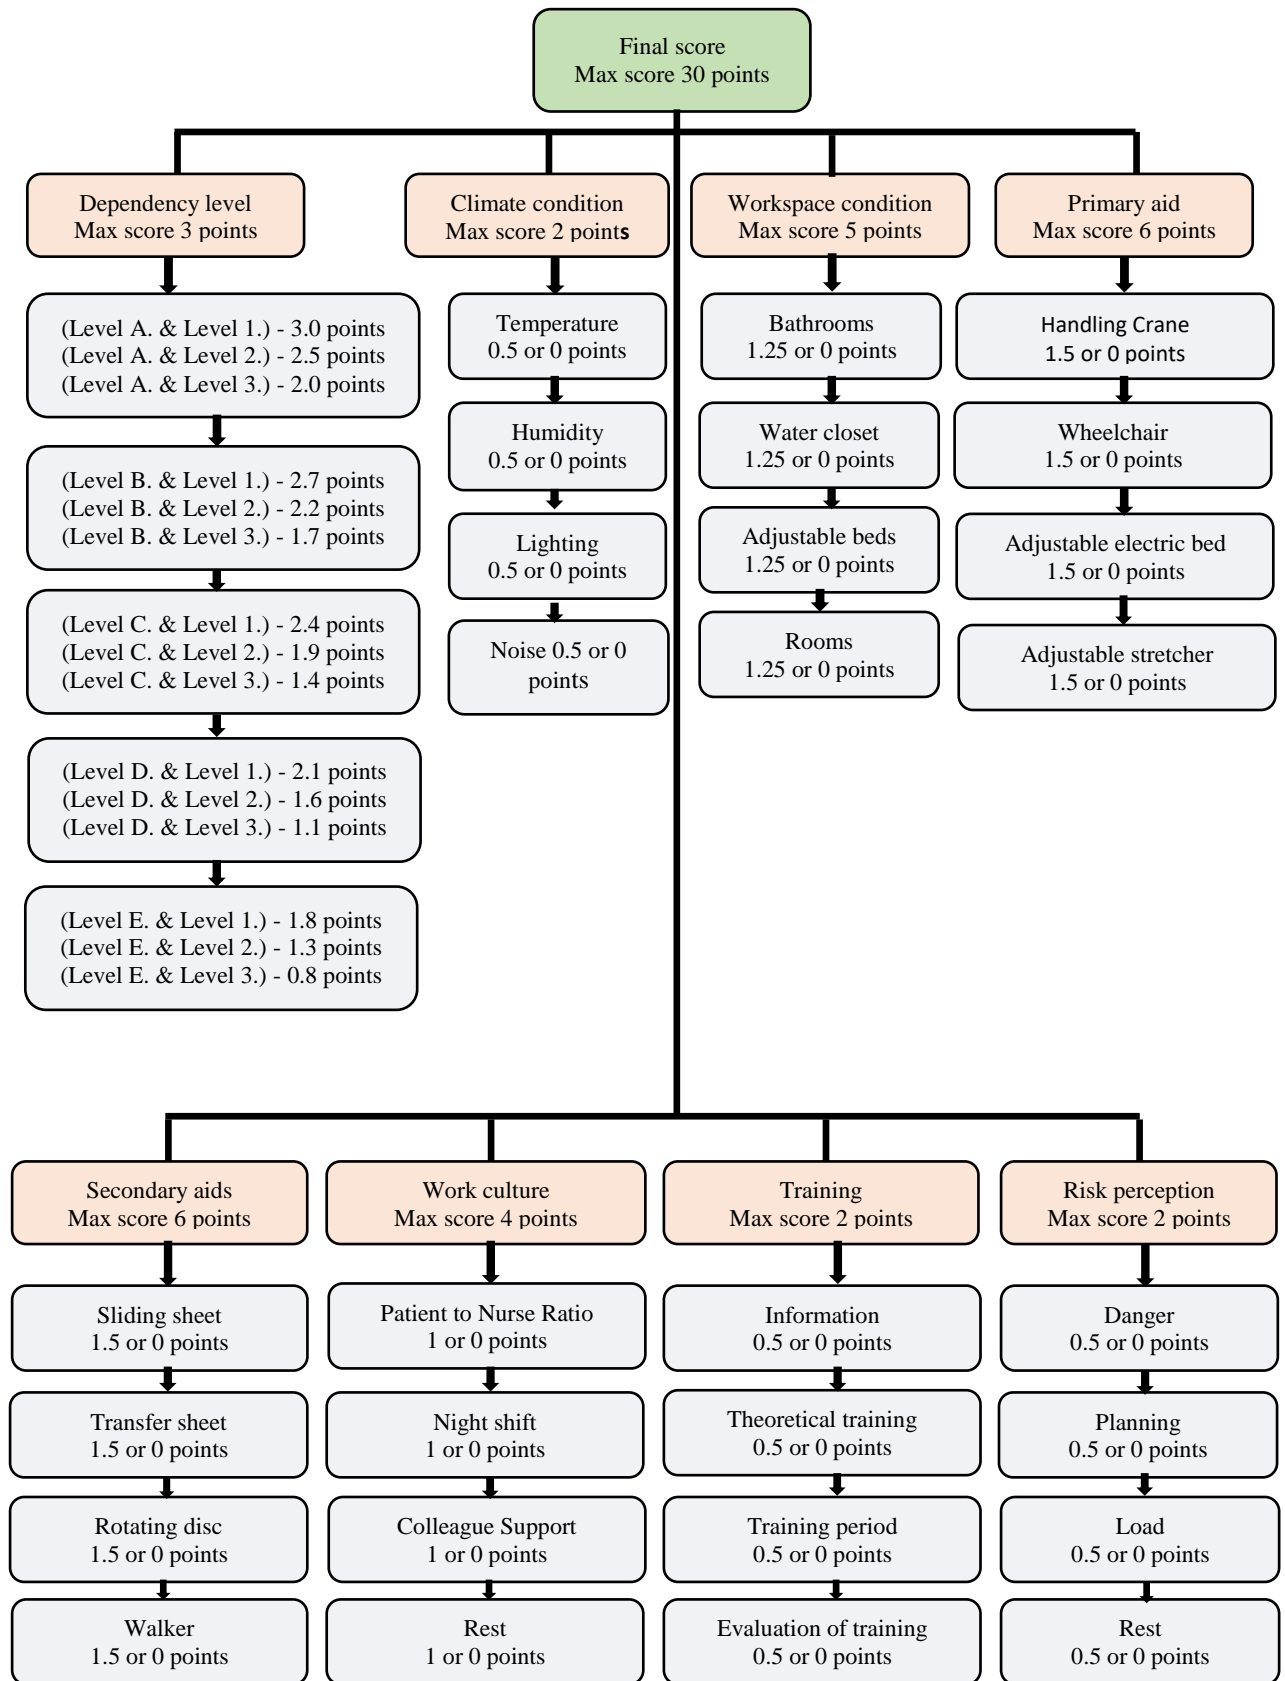 Final score
Max score 30 points
Dependency level
Max score 3 points
Climate condition
Max score 2 points
Workspace condition
Max score 5 points
Primary aid
Max score 6 points
(Level A. & Level 1.) - 3.0 points
(Level A. & Level 2.) - 2.5 points
(Level A. & Level 3.) - 2.0 points
(Level B. & Level 1.) - 2.7 points
(Level B. & Level 2.) - 2.2 points
(Level B. & Level 3.) - 1.7 points
(Level C. & Level 1.) - 2.4 points
(Level C. & Level 2.) - 1.9 points
(Level C. & Level 3.) - 1.4 points
(Level D. & Level 1.) - 2.1 points
(Level D. & Level 2.) - 1.6 points
(Level D. & Level 3.) - 1.1 points
(Level E. & Level 1.) - 1.8 points
(Level E. & Level 2.) - 1.3 points
(Level E. & Level 3.) - 0.8 points
Temperature
0.5 or 0 points
Humidity
0.5 or 0 points
Lighting
0.5 or 0 points
Noise 0.5 or 0
points
Bathrooms
1.25 or 0 points
Water closet
1.25 or 0 points
Adjustable beds
1.25 or 0 points
Rooms
1.25 or 0 points
Handling Crane
1.5 or 0 points
Wheelchair
1.5 or 0 points
Adjustable electric bed
1.5 or 0 points
Adjustable stretcher
1.5 or 0 points
Secondary aids
Max score 6 points
Work culture
Max score 4 points
Training
Max score 2 points
Risk perception
Max score 2 points
Sliding sheet
1.5 or 0 points
Transfer sheet
1.5 or 0 points
Rotating disc
1.5 or 0 points
Walker
1.5 or 0 points
Patient to Nurse Ratio
1 or 0 points
Night shift
1 or 0 points
Colleague Support
1 or 0 points
Rest
1 or 0 points
Information
0.5 or 0 points
Theoretical training
0.5 or 0 points
Training period
0.5 or 0 points
Evaluation of training
0.5 or 0 points
Danger
0.5 or 0 points
Planning
0.5 or 0 points
Load
0.5 or 0 points
Rest
0.5 or 0 points